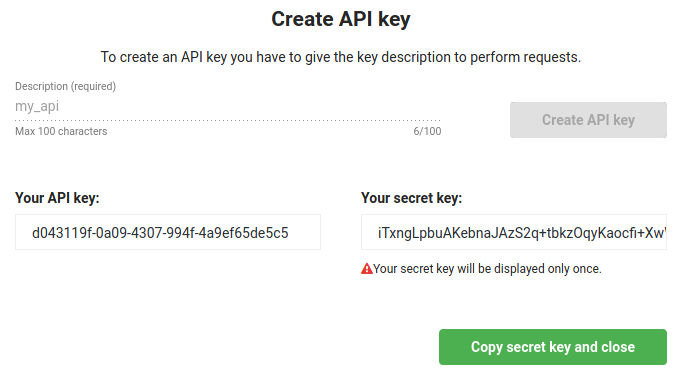 Create API key
To create an API key you have to give the key description to perform requests.
Description (required)
my_api
Max 100 characters
6/100
Create API key
Your API key:
Your secret key:
d043119f-0a09-4307-994f-4a9ef65de5c5
iTxngLpbuAKebnaJAzS2q+tbkzOqyKaocfi+Xw
Your secret key will be displayed only once.
Copy secret key and close